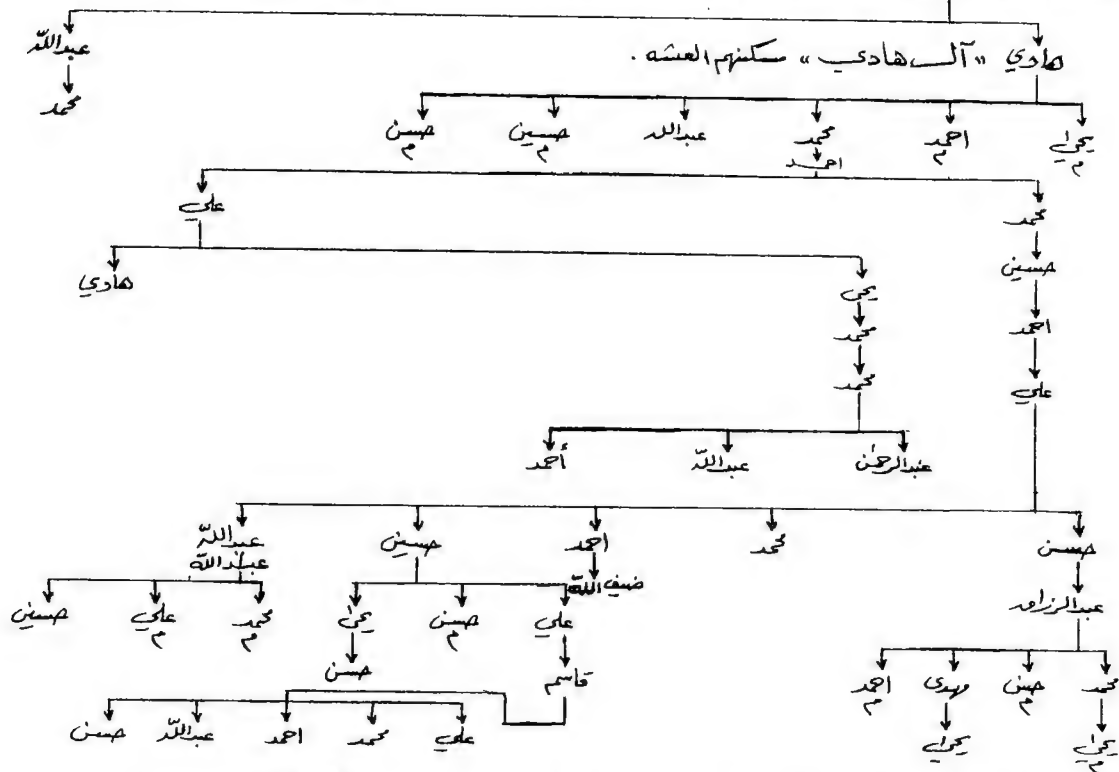 هادي "آل هادي" مسكنهم العشه .
عبدالله
محمد
يحيى احمد محمد عبدالله حسين حسن
م م م م م
احمد
محمد علي
حسين
يحيى هادي
احمد
محمد
محمد
علي
عبدالرحمن عبدالله أحمد
حسن محمد احمد حسين عبدالله
عبدالله
عبدالرزاق ضيف الله
علي حسن يحيى محمد علي حسين
م م م
محمد حسن مهدي احمد
م م
قاسم حسن
يحيى يحيى
م
علي محمد احمد عبدالله حسن